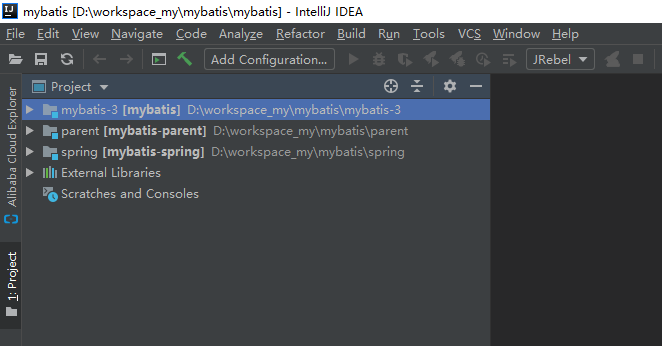 mybatis [D:\workspace_my\mybatis\mybatis] - IntelliJ IDEA
File Edit View Navigate Code Analyze Refactor Build Run Tools VCS Window Help
Add Configuration... JRebel
Project
mybatis-3 [mybatis] D:\workspace_my\mybatis\mybatis-3
parent [mybatis-parent] D:\workspace_my\mybatis\parent
spring [mybatis-spring] D:\workspace_my\mybatis\spring
External Libraries
Scratches and Consoles
Alibaba Cloud Explorer
1: Project